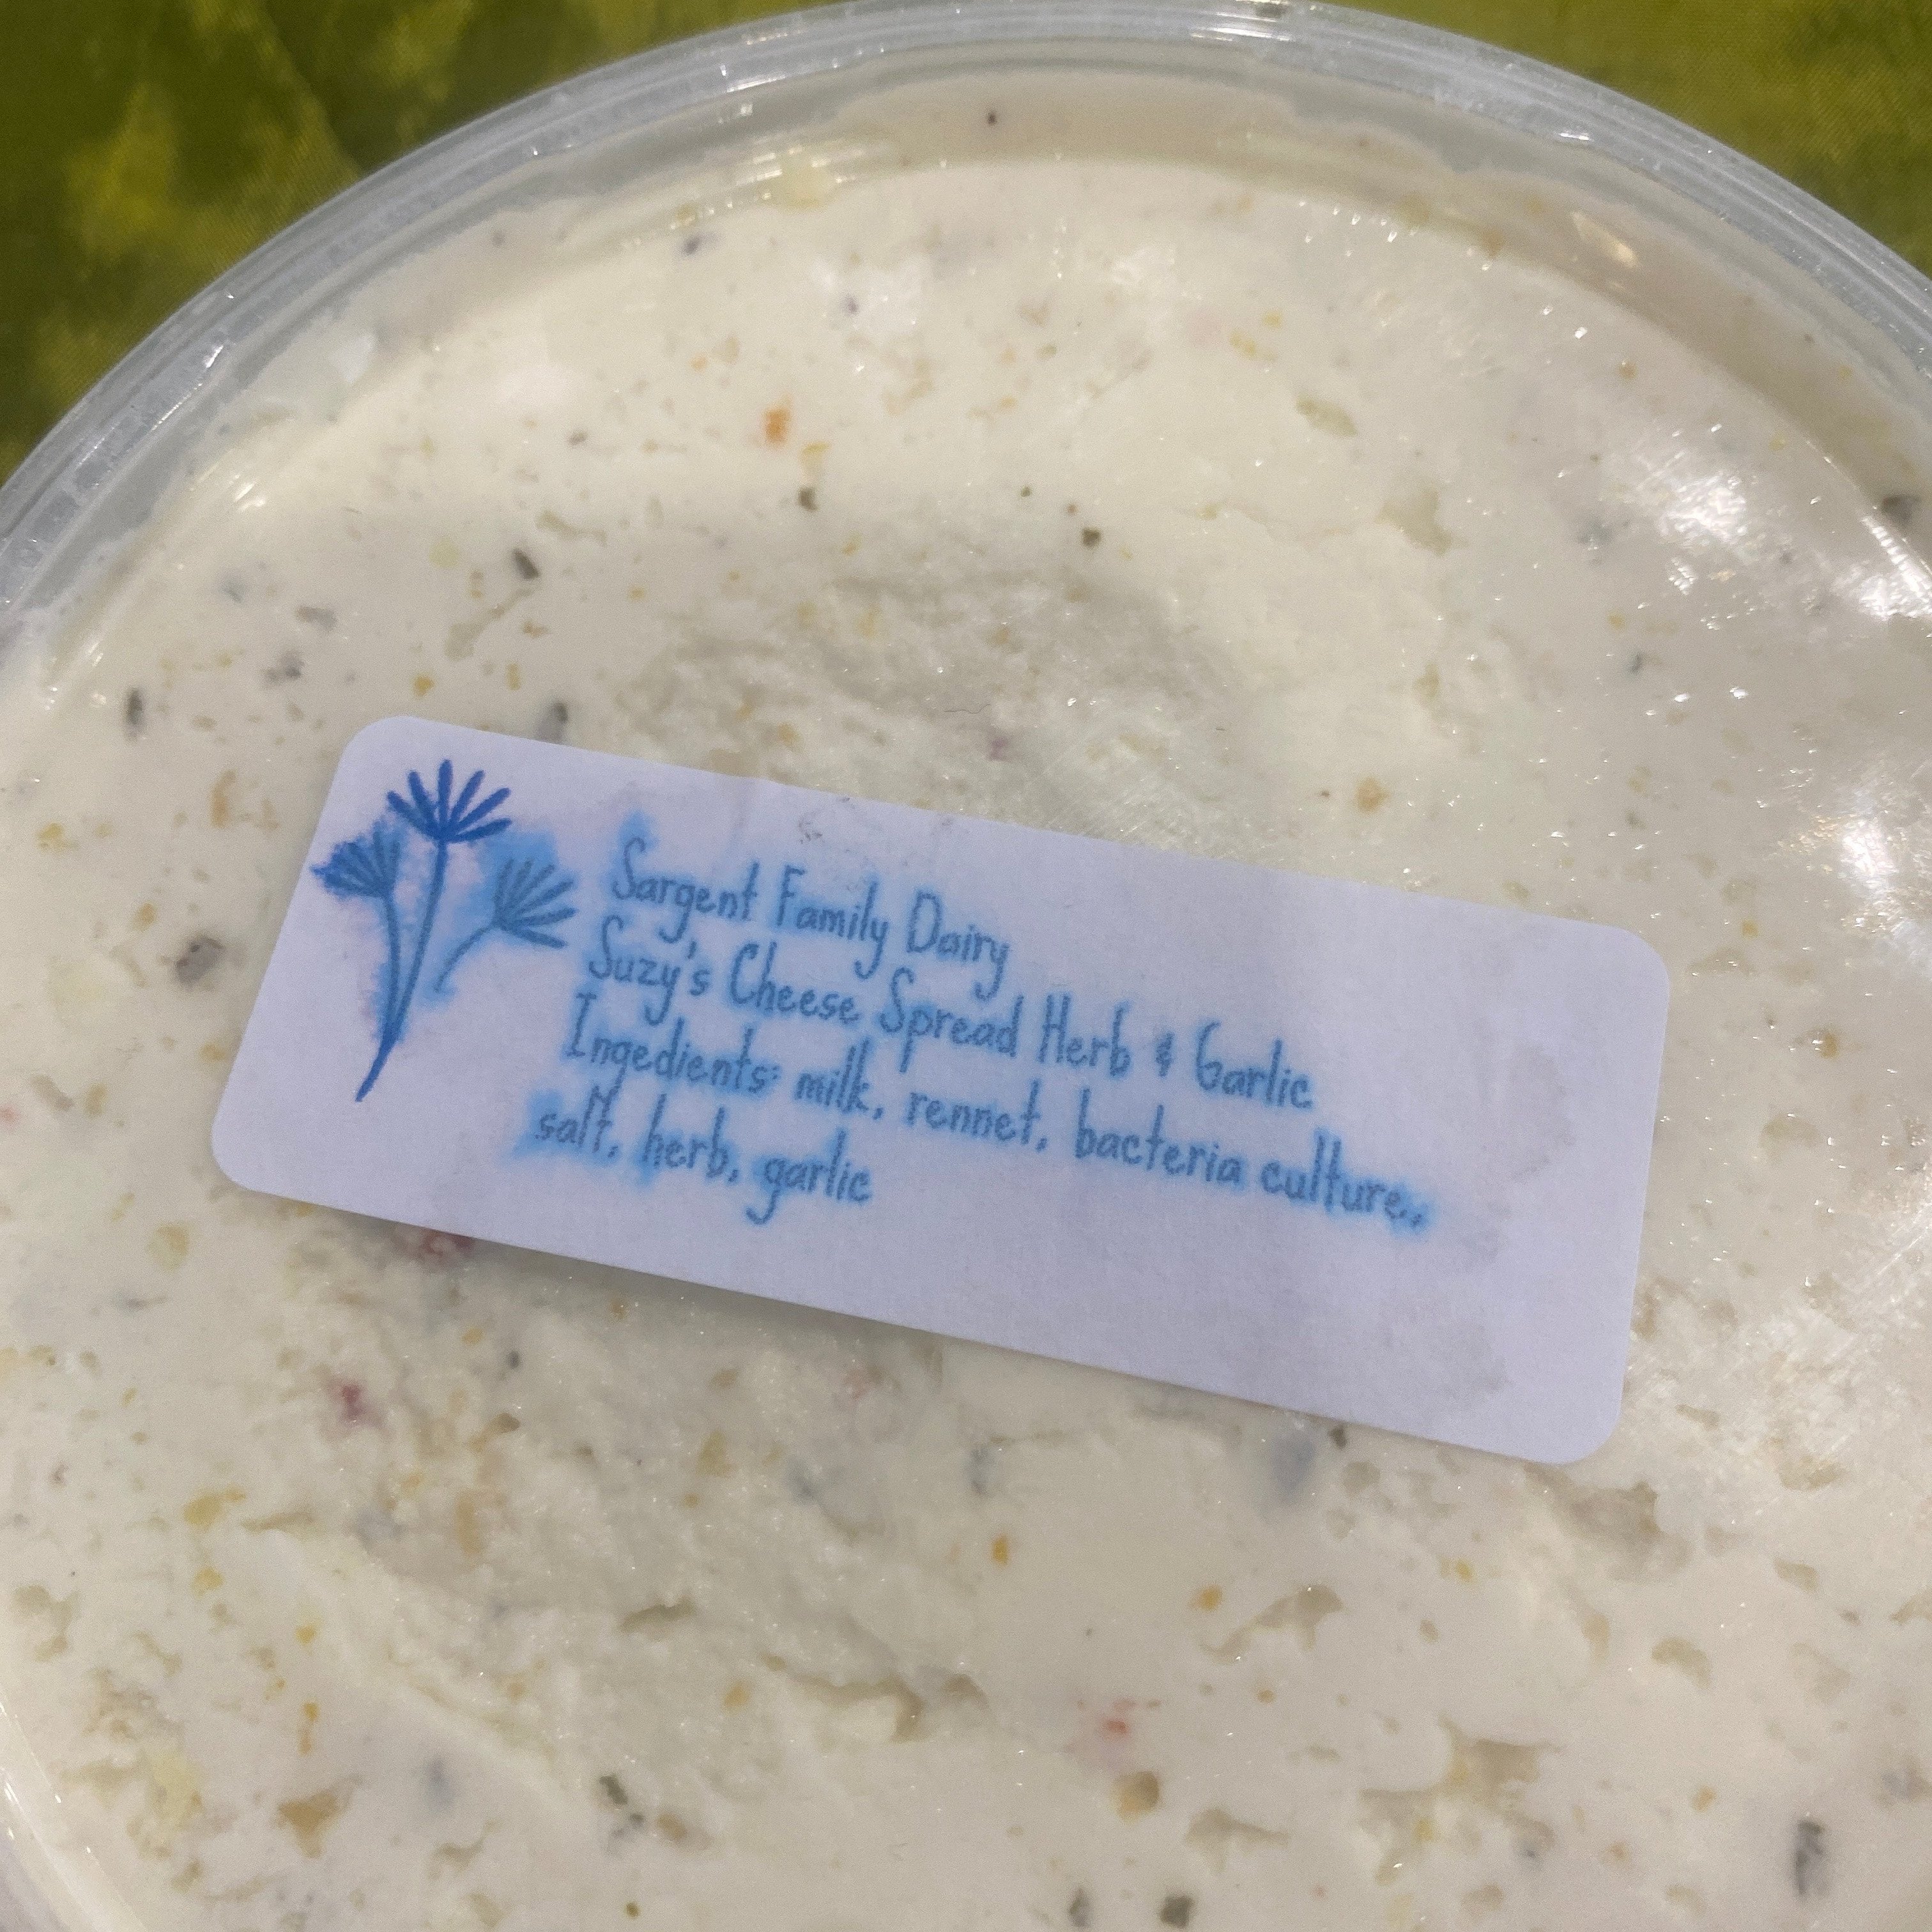 Sargent Family Dairy
Suzy's Cheese Spread Herb & Garlic
Ingedients: milk, rennet, bacteria culture.,
salt, herb, garlic